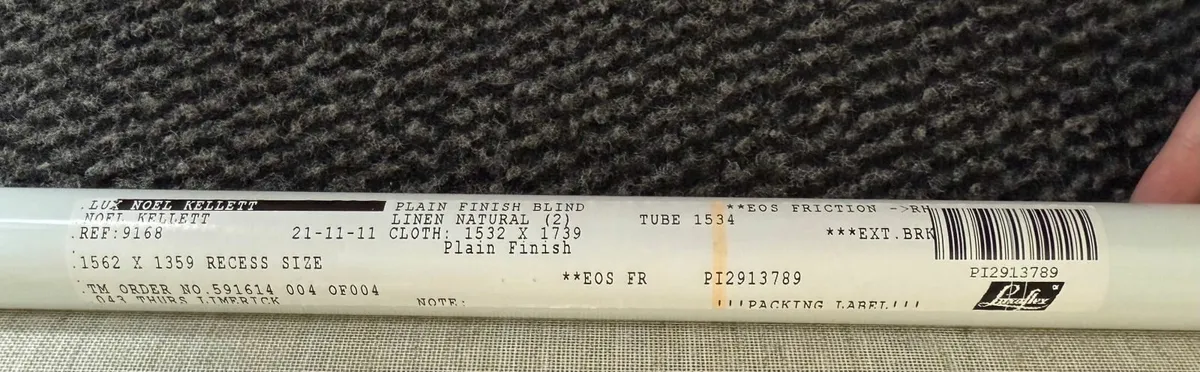 .LUX NOEL KELLETT
NOEL KELLETT
.REF:9168 21-11-11
.1562 X 1359 RECESS SIZE
.TM ORDER NO.591614 004 OF004
.043 THURS LIMERICK
PLAIN FINISH BLIND
LINEN NATURAL (2)
CLOTH: 1532 X 1739
Plain Finish
NOTE:
TUBE 1534
**EOS FR PI2913789
**EOS FRICTION ->RH
***EXT.BRK
!!!PACKING LABEL!!!
PI2913789
Luxaflex